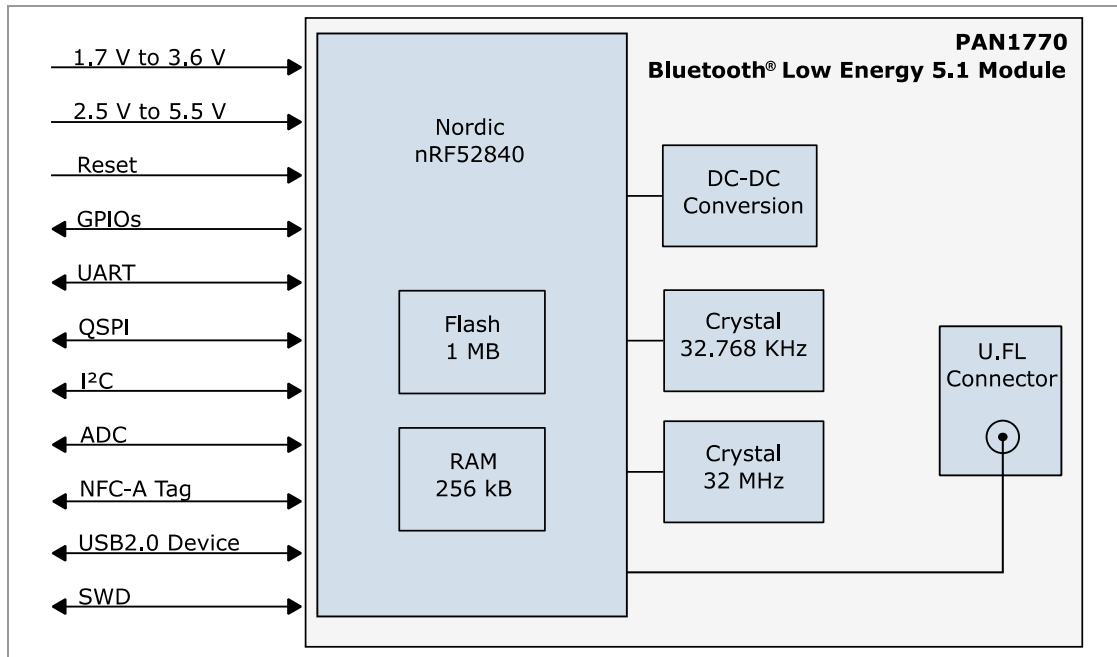 1.7 V to 3.6 V
2.5 V to 5.5 V
Reset
GPIOs
UART
QSPI
I²C
ADC
NFC-A Tag
USB2.0 Device
SWD
PAN1770
Bluetooth® Low Energy 5.1 Module
Nordic
nRF52840
Flash
1 MB
RAM
256 kB
DC-DC
Conversion
Crystal
32.768 KHz
Crystal
32 MHz
U.FL
Connector